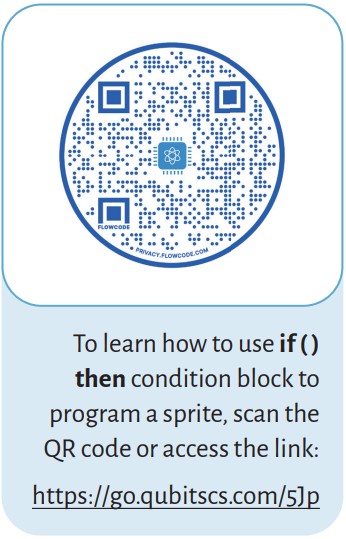 FLOWCODE
PRIVACY.FLOWCODE.COM
To learn how to use if ( )
then condition block to
program a sprite, scan the
QR code or access the link:
https://go.qubitscs.com/5Jp